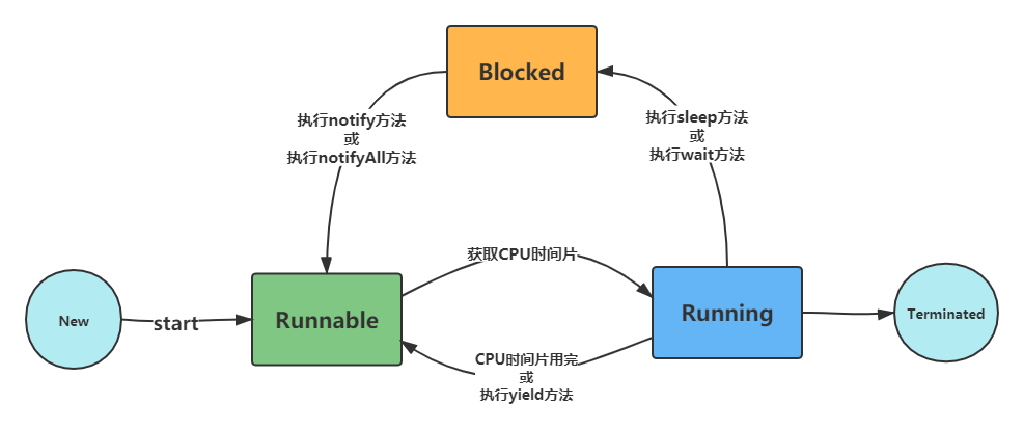 Blocked
执行notify方法
或
执行notifyAll方法
执行sleep方法
或
执行wait方法
获取CPU时间片
New
start
Runnable
Running
Terminated
CPU时间片用完
或
执行yield方法